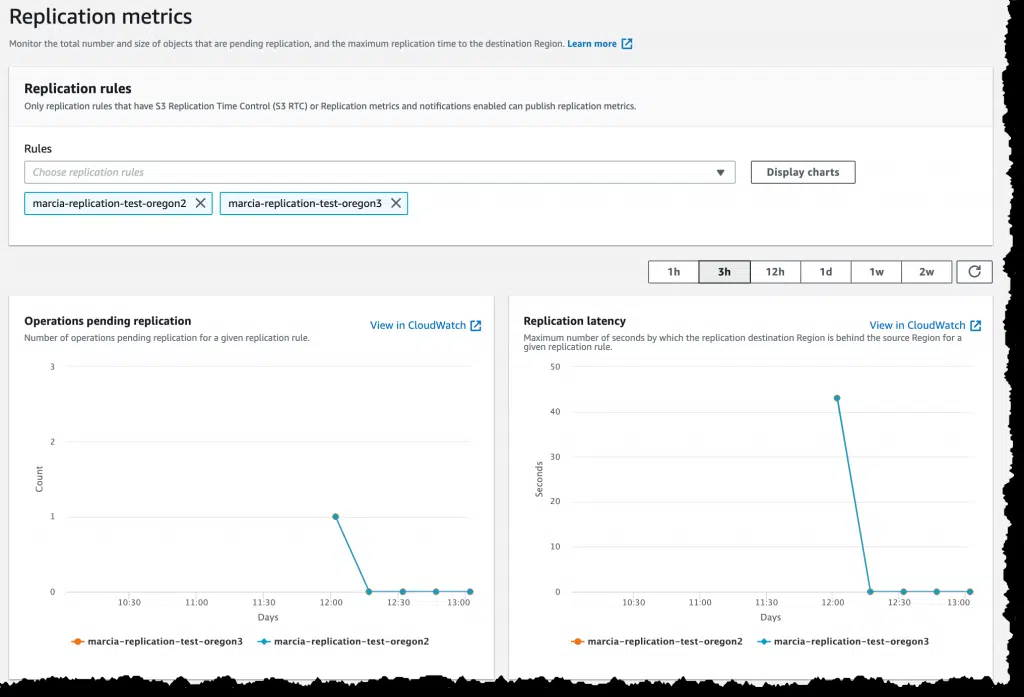 Replication metrics
Monitor the total number and size of objects that are pending replication, and the maximum replication time to the destination Region. Learn more
Replication rules
Only replication rules that have S3 Replication Time Control (S3 RTC) or Replication metrics and notifications enabled can publish replication metrics.
Rules
Choose replication rules
Display charts
marcia-replication-test-oregon2
marcia-replication-test-oregon3
1h 3h 12h 1d 1w 2w
Operations pending replication
View in CloudWatch
Number of operations pending replication for a given replication rule.
3
2
1
0
Count
10:30 11:00 11:30 12:00 12:30 13:00
Days
marcia-replication-test-oregon3 marcia-replication-test-oregon2
Replication latency
View in CloudWatch
Maximum number of seconds by which the replication destination Region is behind the source Region for a
given replication rule.
50
40
30
20
10
0
Seconds
10:30 11:00 11:30 12:00 12:30 13:00
Days
marcia-replication-test-oregon2 marcia-replication-test-oregon3